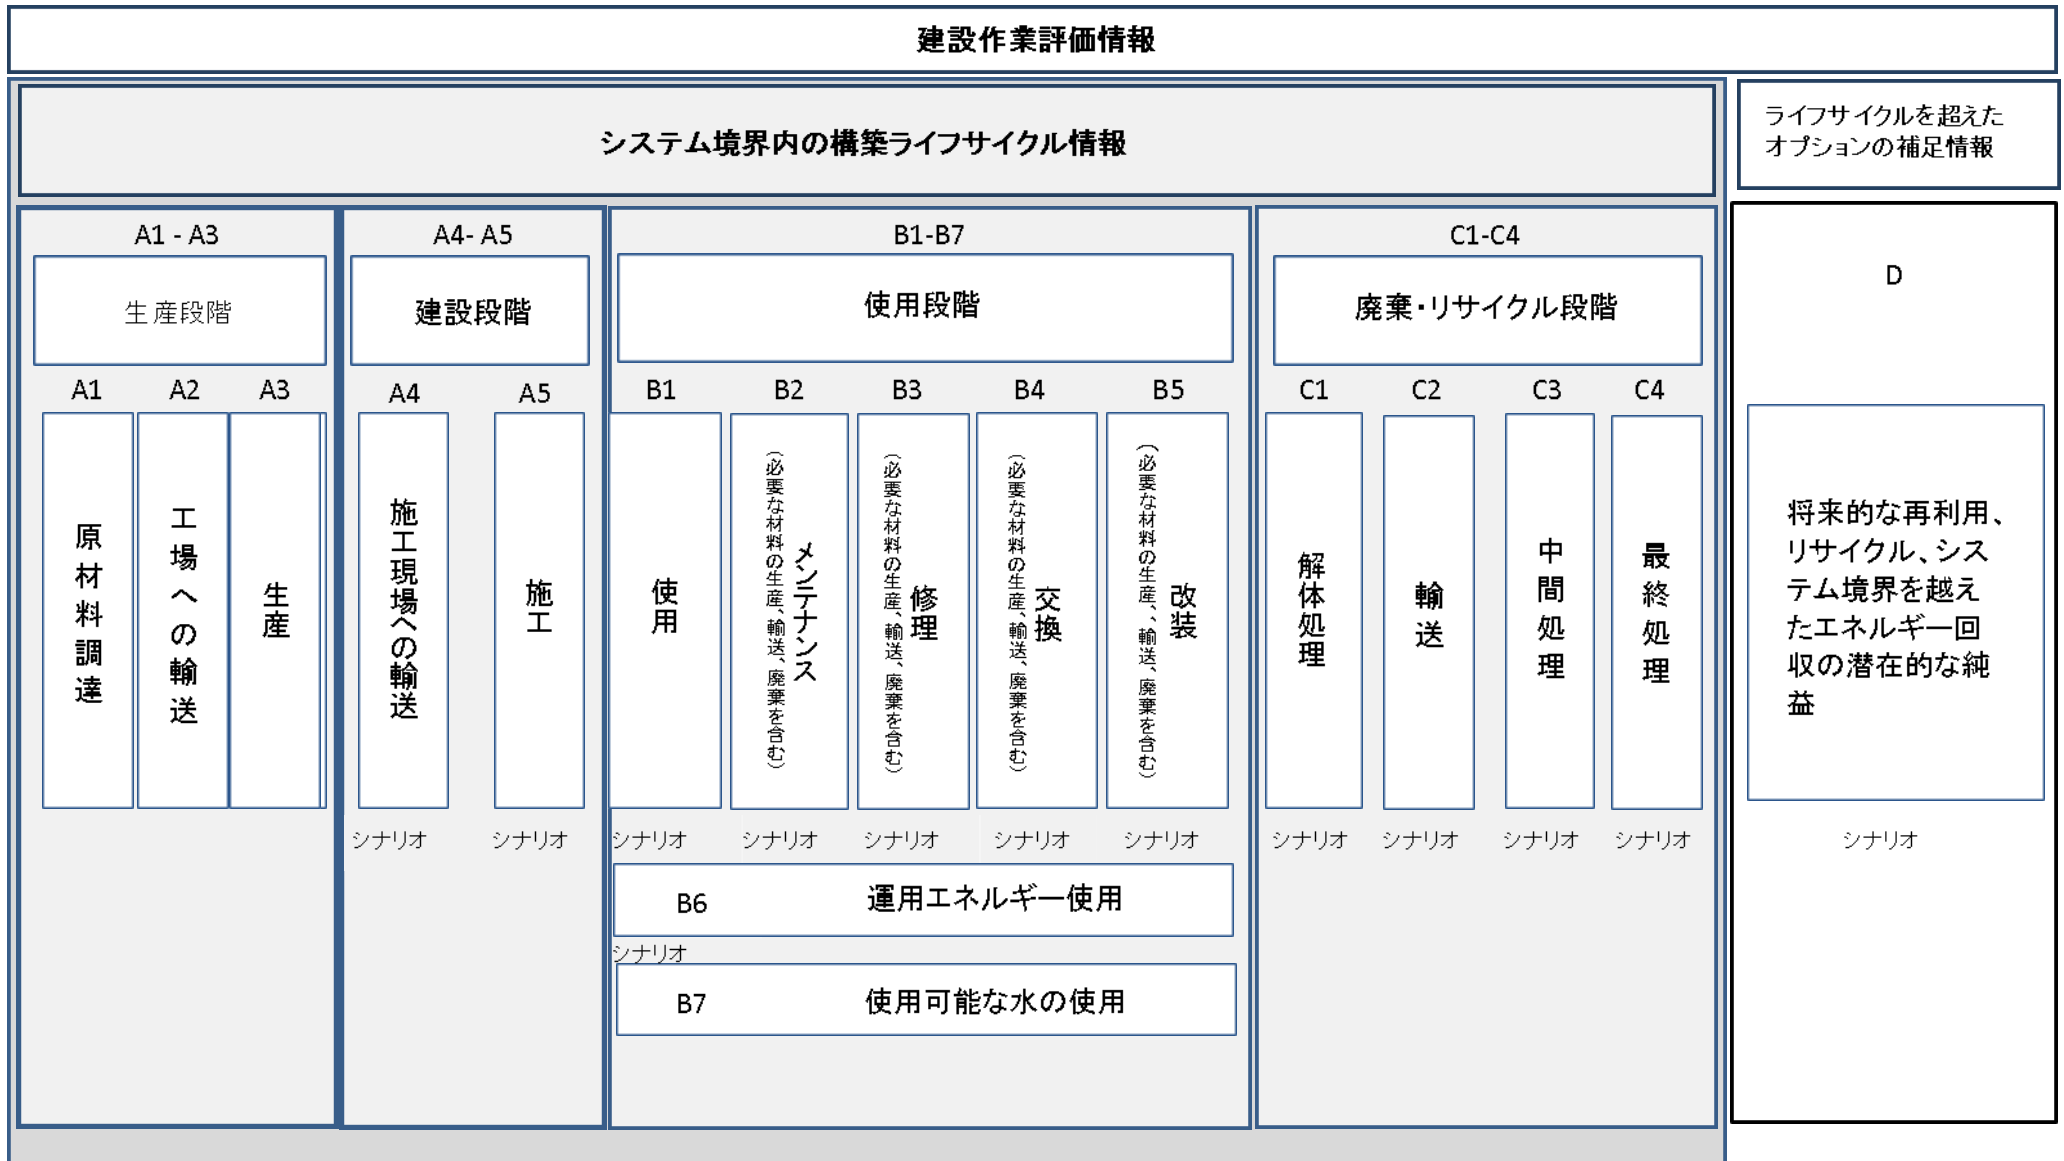 建設作業評価情報
システム境界内の構築ライフサイクル情報
ライフサイクルを超えた
オプションの補足情報
A1 - A3
生産段階
A1
A2
A3
原材料調達
工場への輸送
生産
A4- A5
建設段階
A4
A5
施工現場への輸送
施工
シナリオ
シナリオ
B1-B7
使用段階
B1
B2
B3
B4
B5
使用
メンテナンス
(必要な材料の生産、輸送、廃棄を含む)
修理
(必要な材料の生産、輸送、廃棄を含む)
交換
(必要な材料の生産、輸送、廃棄を含む)
改装
(必要な材料の生産、輸送、廃棄を含む)
シナリオ
シナリオ
シナリオ
シナリオ
シナリオ
B6 運用エネルギー使用
シナリオ
B7 使用可能な水の使用
C1-C4
廃棄・リサイクル段階
C1
C2
C3
C4
解体処理
輸送
中間処理
最終処理
シナリオ
シナリオ
シナリオ
シナリオ
D
将来的な再利用、
リサイクル、シス
テム境界を越え
たエネルギー回
収の潜在的な純
益
シナリオ